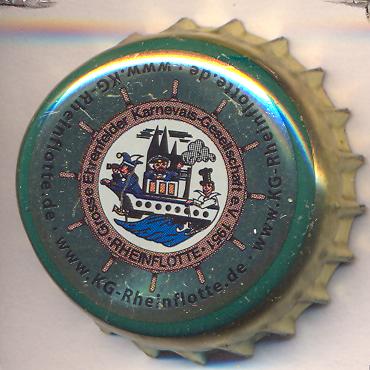 Grosse Ehrenfelder Karnevals-Gesellschaft e.V. 1951
· RHEINFLOTTE ·
www.KG-Rheinflotte.de · www.KG-Rheinflotte.de · www.KG-Rheinflotte.de ·